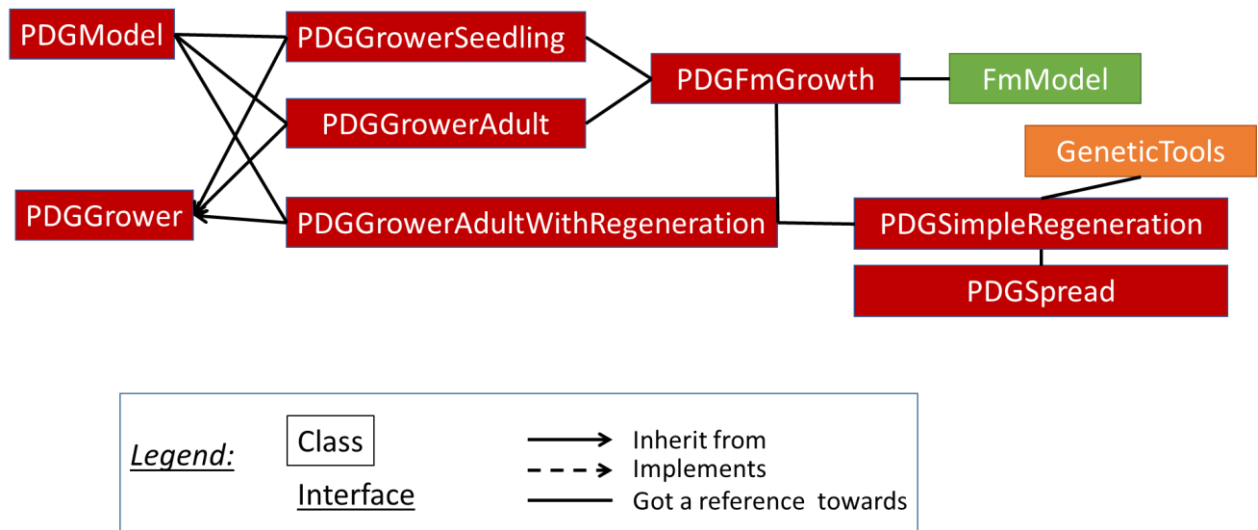 PDGModel
PDGGrowerSeedling
PDGFmGrowth
FmModel
PDGGrowerAdult
GeneticTools
PDGGrower
PDGGrowerAdultWithRegeneration
PDGSimpleRegeneration
PDGSpread
Legend:
Class
Interface
Inherit from
Implements
Got a reference towards